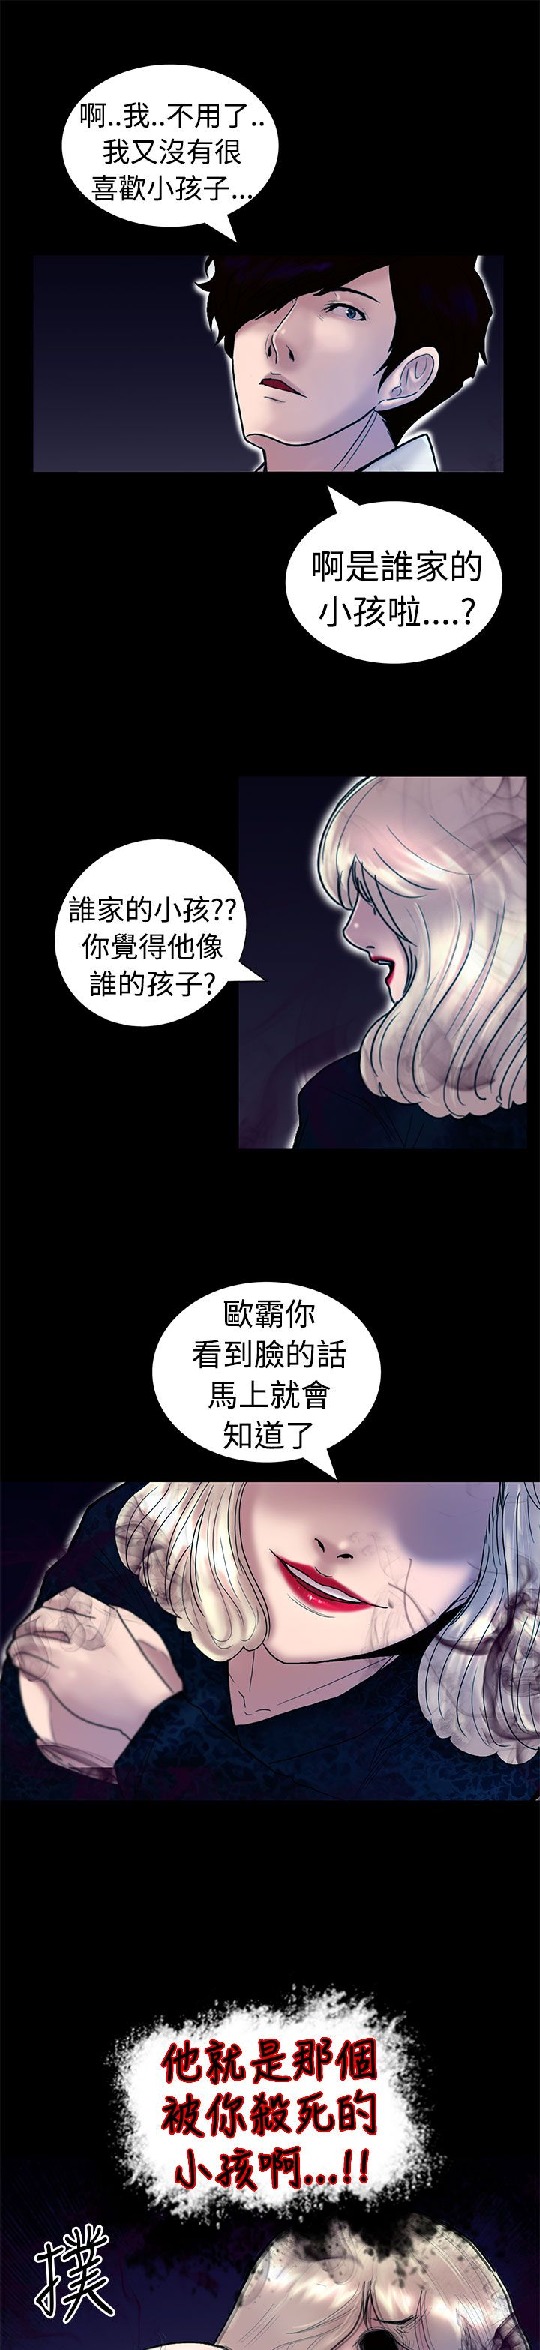 啊..我..不用了..
我又沒有很
喜歡小孩子...
啊是誰家的
小孩啦....?
誰家的小孩??
你覺得他像
誰的孩子?
歐霸你
看到臉的話
馬上就會
知道了
他就是那個
被你殺死的
小孩啊...!!
撲